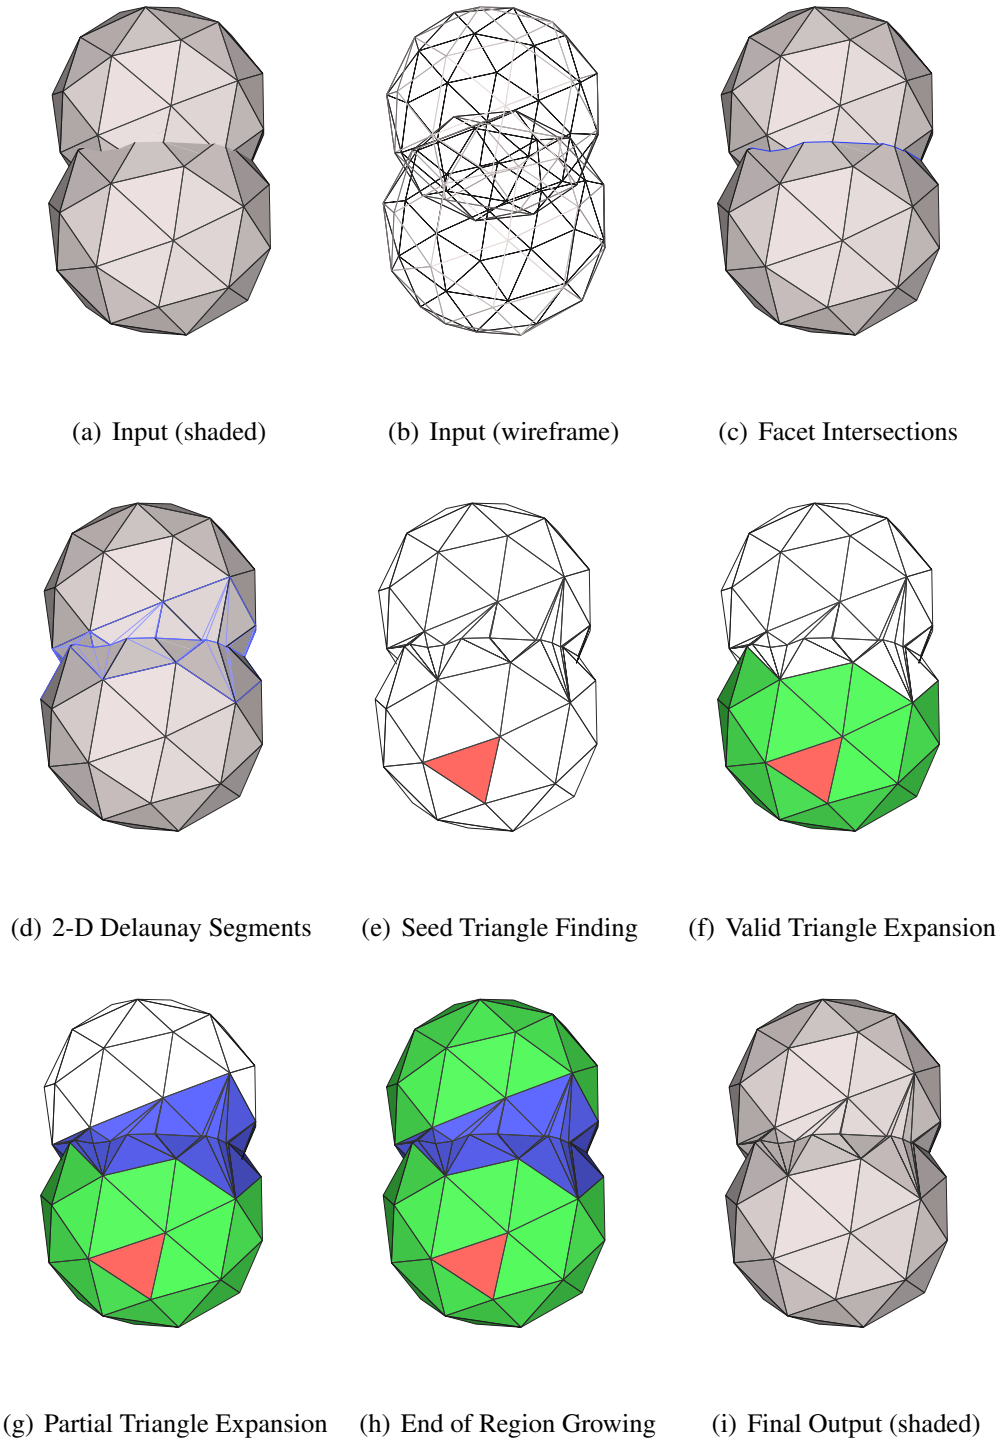 (a) Input (shaded)
(b) Input (wireframe)
(c) Facet Intersections
(d) 2-D Delaunay Segments
(e) Seed Triangle Finding
(f) Valid Triangle Expansion
(g) Partial Triangle Expansion
(h) End of Region Growing
(i) Final Output (shaded)